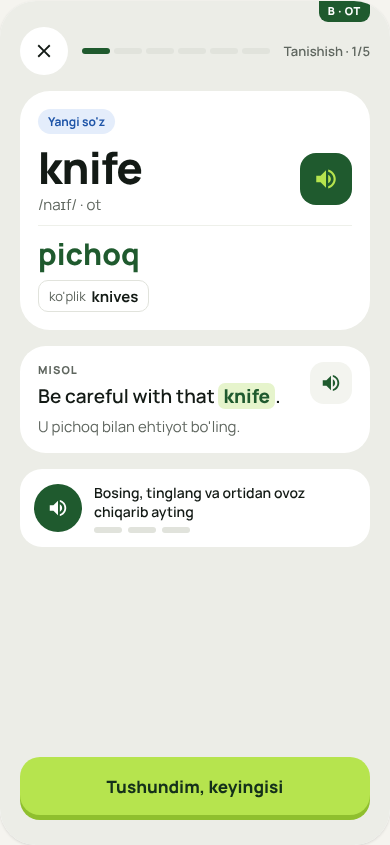 B · OT
Tanishish · 1/5
Yangi so'z
knife
/naɪf/ · ot
pichoq
ko'plik knives
MISOL
Be careful with that knife.
U pichoq bilan ehtiyot bo'ling.
Bosing, tinglang va ortidan ovoz
chiqarib ayting
Tushundim, keyingisi